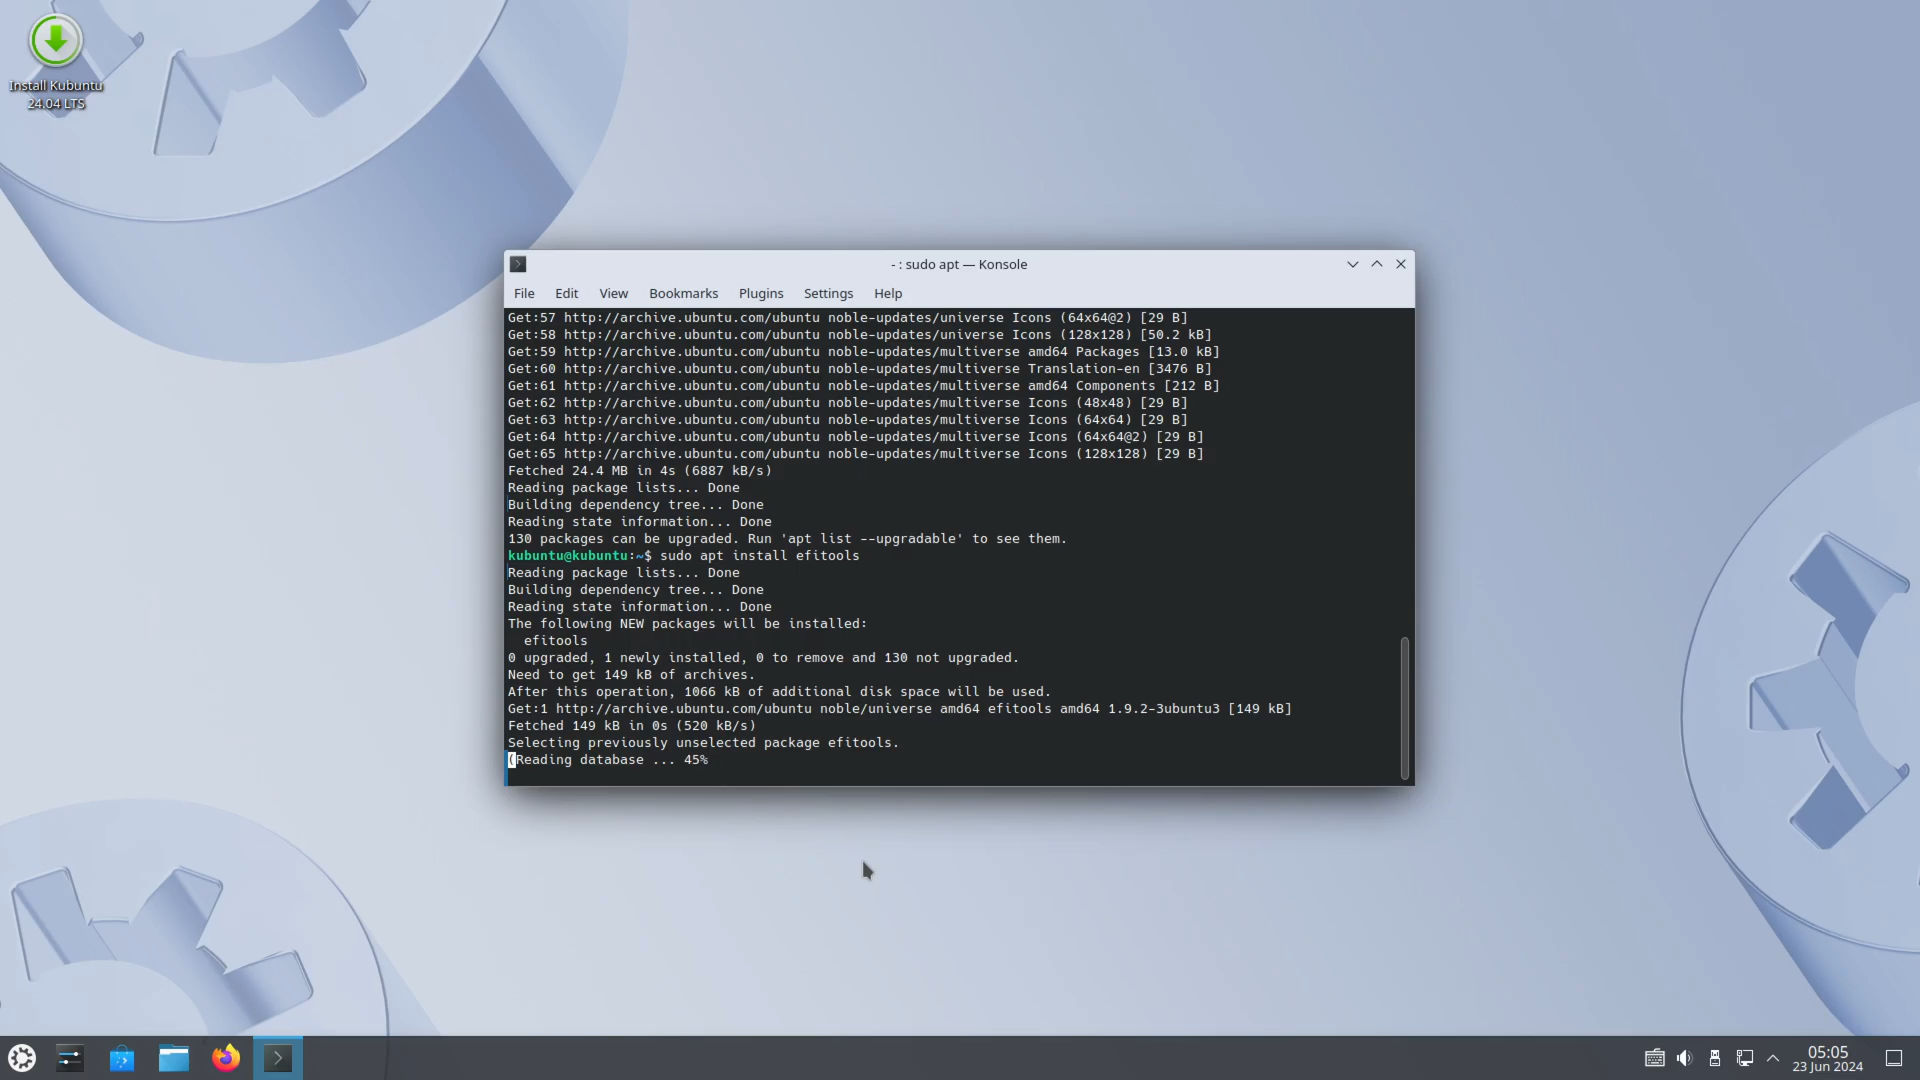 Install Kubuntu
24.04 LTS
- : sudo apt — Konsole
File Edit View Bookmarks Plugins Settings Help
Get:57 http://archive.ubuntu.com/ubuntu noble-updates/universe Icons (64x64@2) [29 B]
Get:58 http://archive.ubuntu.com/ubuntu noble-updates/universe Icons (128x128) [50.2 kB]
Get:59 http://archive.ubuntu.com/ubuntu noble-updates/multiverse amd64 Packages [13.0 kB]
Get:60 http://archive.ubuntu.com/ubuntu noble-updates/multiverse Translation-en [3476 B]
Get:61 http://archive.ubuntu.com/ubuntu noble-updates/multiverse amd64 Components [212 B]
Get:62 http://archive.ubuntu.com/ubuntu noble-updates/multiverse Icons (48x48) [29 B]
Get:63 http://archive.ubuntu.com/ubuntu noble-updates/multiverse Icons (64x64) [29 B]
Get:64 http://archive.ubuntu.com/ubuntu noble-updates/multiverse Icons (64x64@2) [29 B]
Get:65 http://archive.ubuntu.com/ubuntu noble-updates/multiverse Icons (128x128) [29 B]
Fetched 24.4 MB in 4s (6887 kB/s)
Reading package lists... Done
Building dependency tree... Done
Reading state information... Done
130 packages can be upgraded. Run 'apt list --upgradable' to see them.
kubuntu@kubuntu:~$ sudo apt install efitools
Reading package lists... Done
Building dependency tree... Done
Reading state information... Done
The following NEW packages will be installed:
  efitools
0 upgraded, 1 newly installed, 0 to remove and 130 not upgraded.
Need to get 149 kB of archives.
After this operation, 1066 kB of additional disk space will be used.
Get:1 http://archive.ubuntu.com/ubuntu noble/universe amd64 efitools amd64 1.9.2-3ubuntu3 [149 kB]
Fetched 149 kB in 0s (520 kB/s)
Selecting previously unselected package efitools.
(Reading database ... 45%
05:05
23 Jun 2024